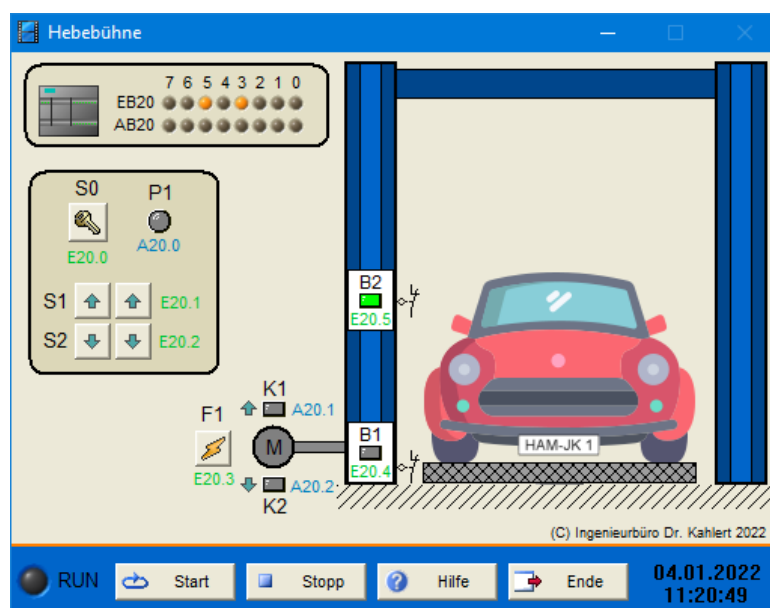 Hebebühne
7 6 5 4 3 2 1 0
EB20
AB20
S0 P1
E20.0 A20.0
S1 E20.1
S2 E20.2
B2
E20.5
K1
A20.1
F1
M
E20.3
A20.2
K2
B1
E20.4
HAM-JK 1
(C) Ingenieurbüro Dr. Kahlert 2022
RUN Start Stopp Hilfe Ende
04.01.2022
11:20:49